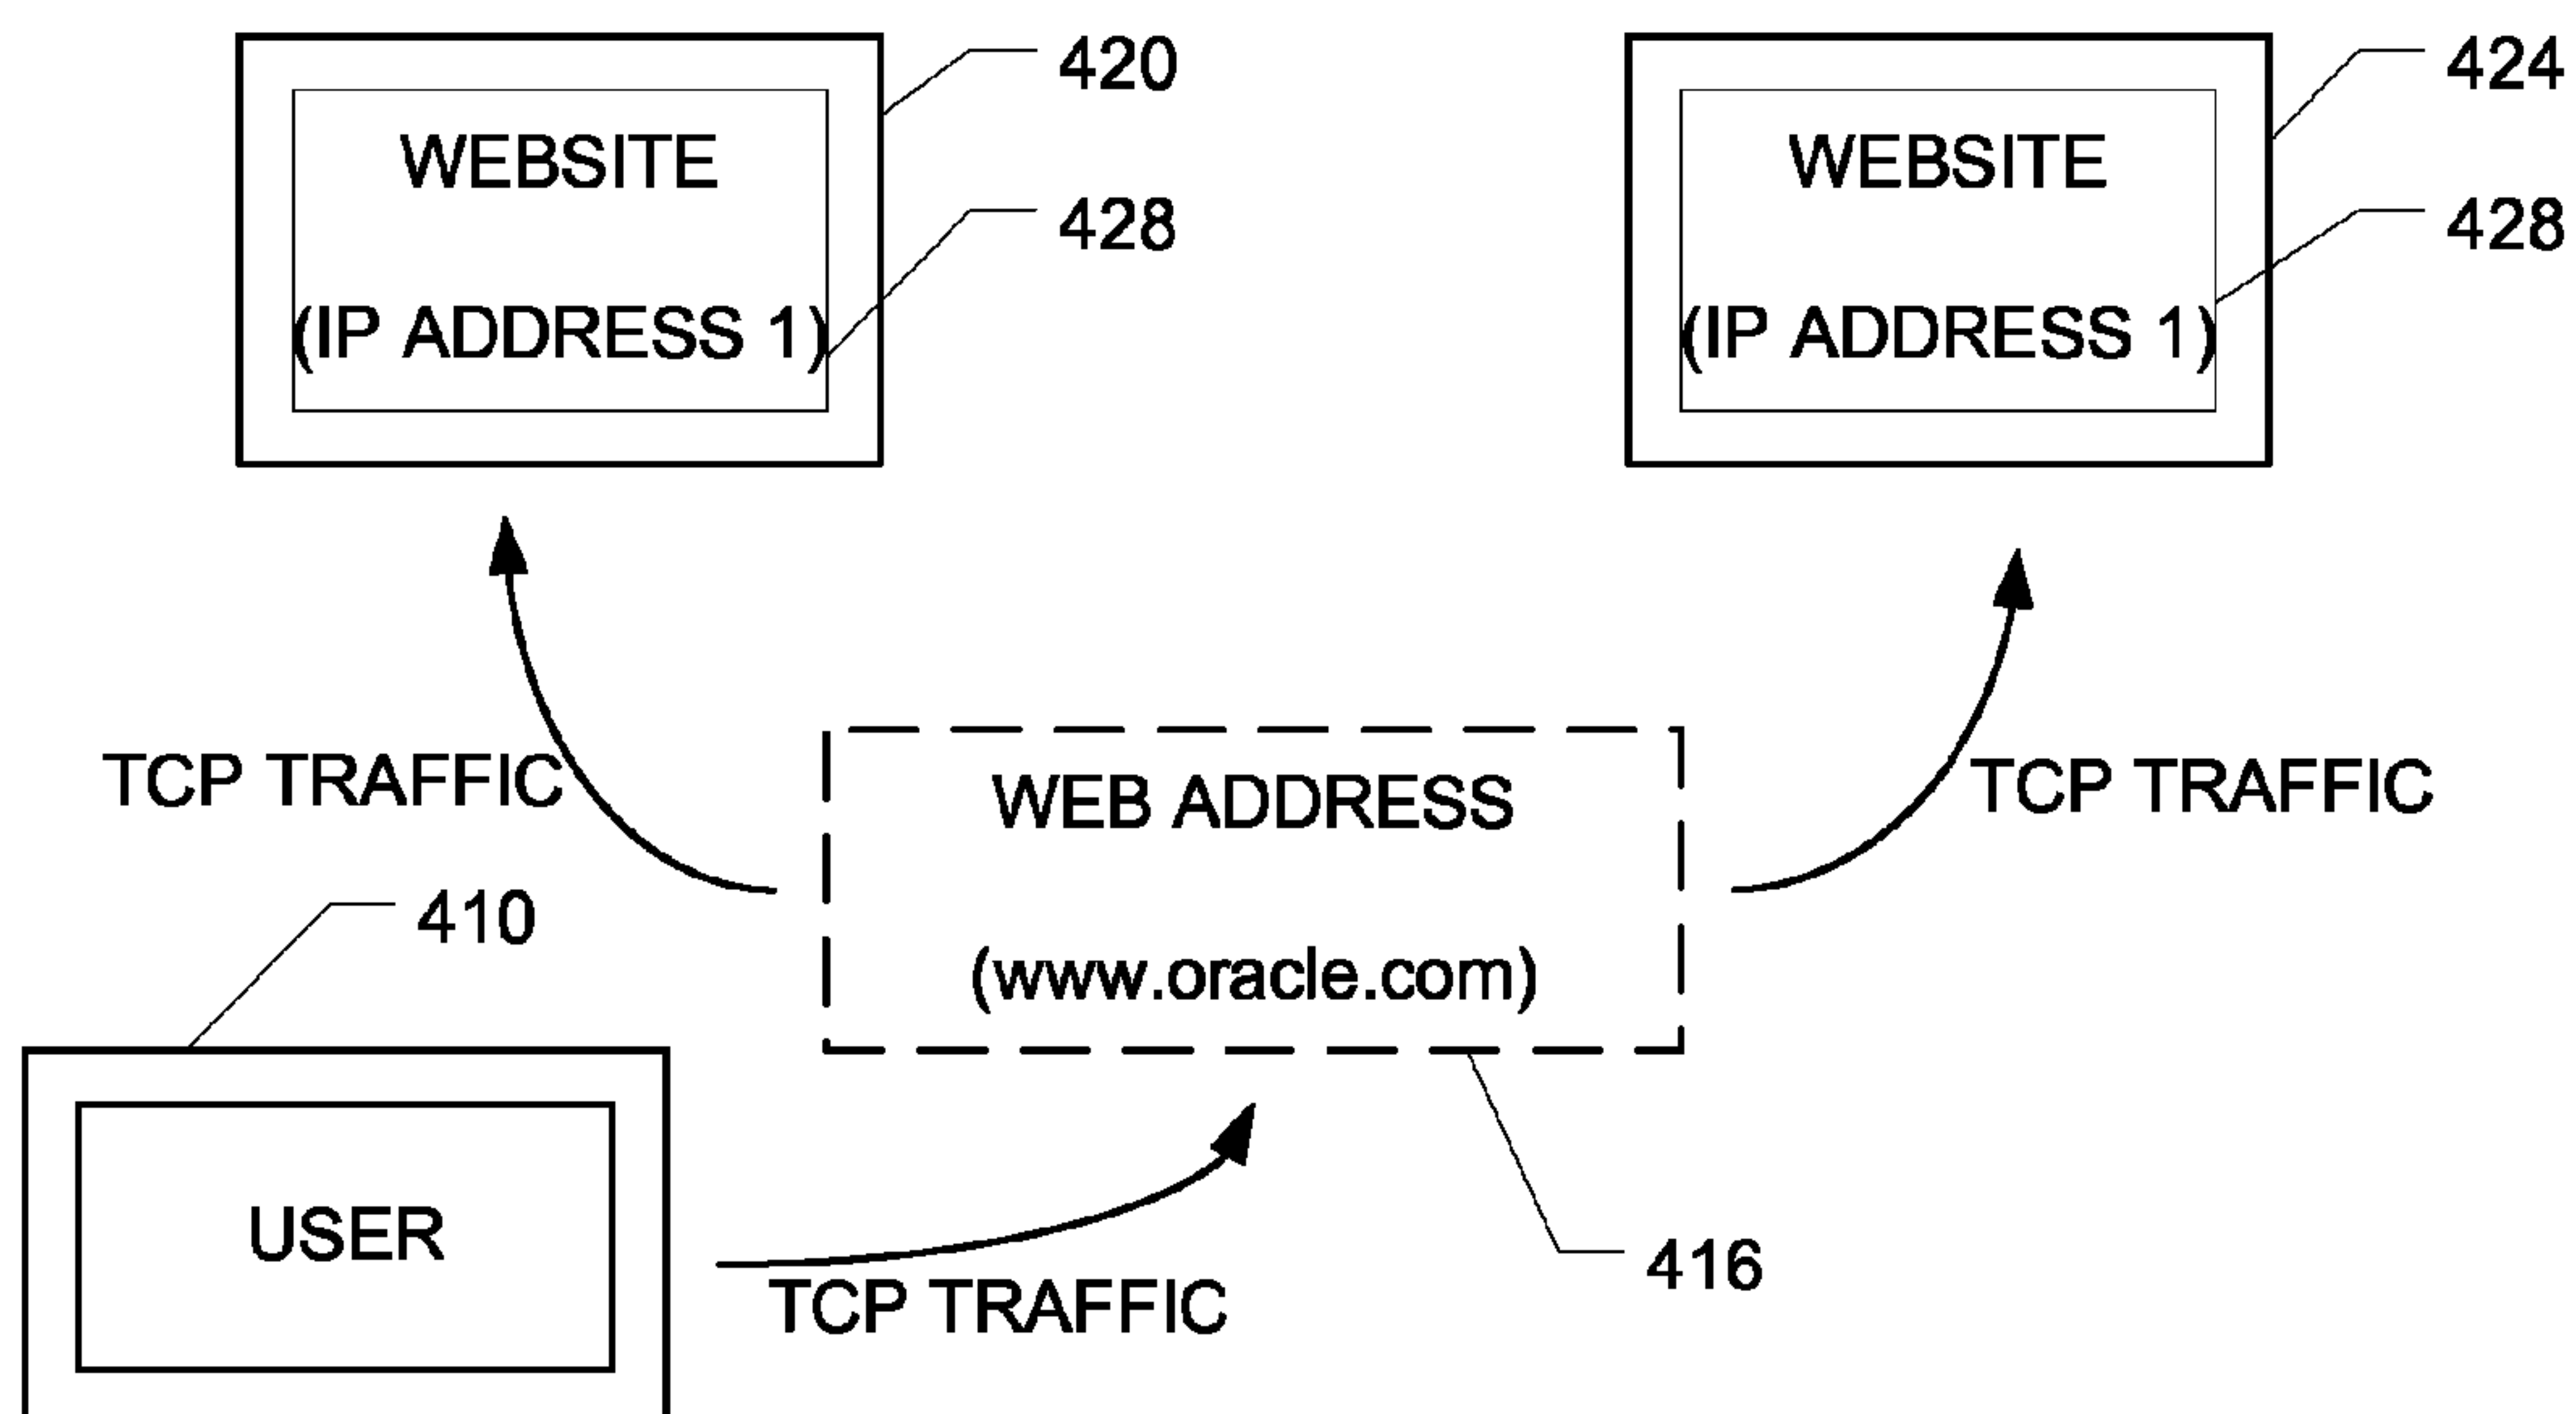 420
WEBSITE
428
(IP ADDRESS 1)
424
WEBSITE
428
(IP ADDRESS 1)
TCP TRAFFIC
WEB ADDRESS
(www.oracle.com)
TCP TRAFFIC
410
USER
TCP TRAFFIC
416